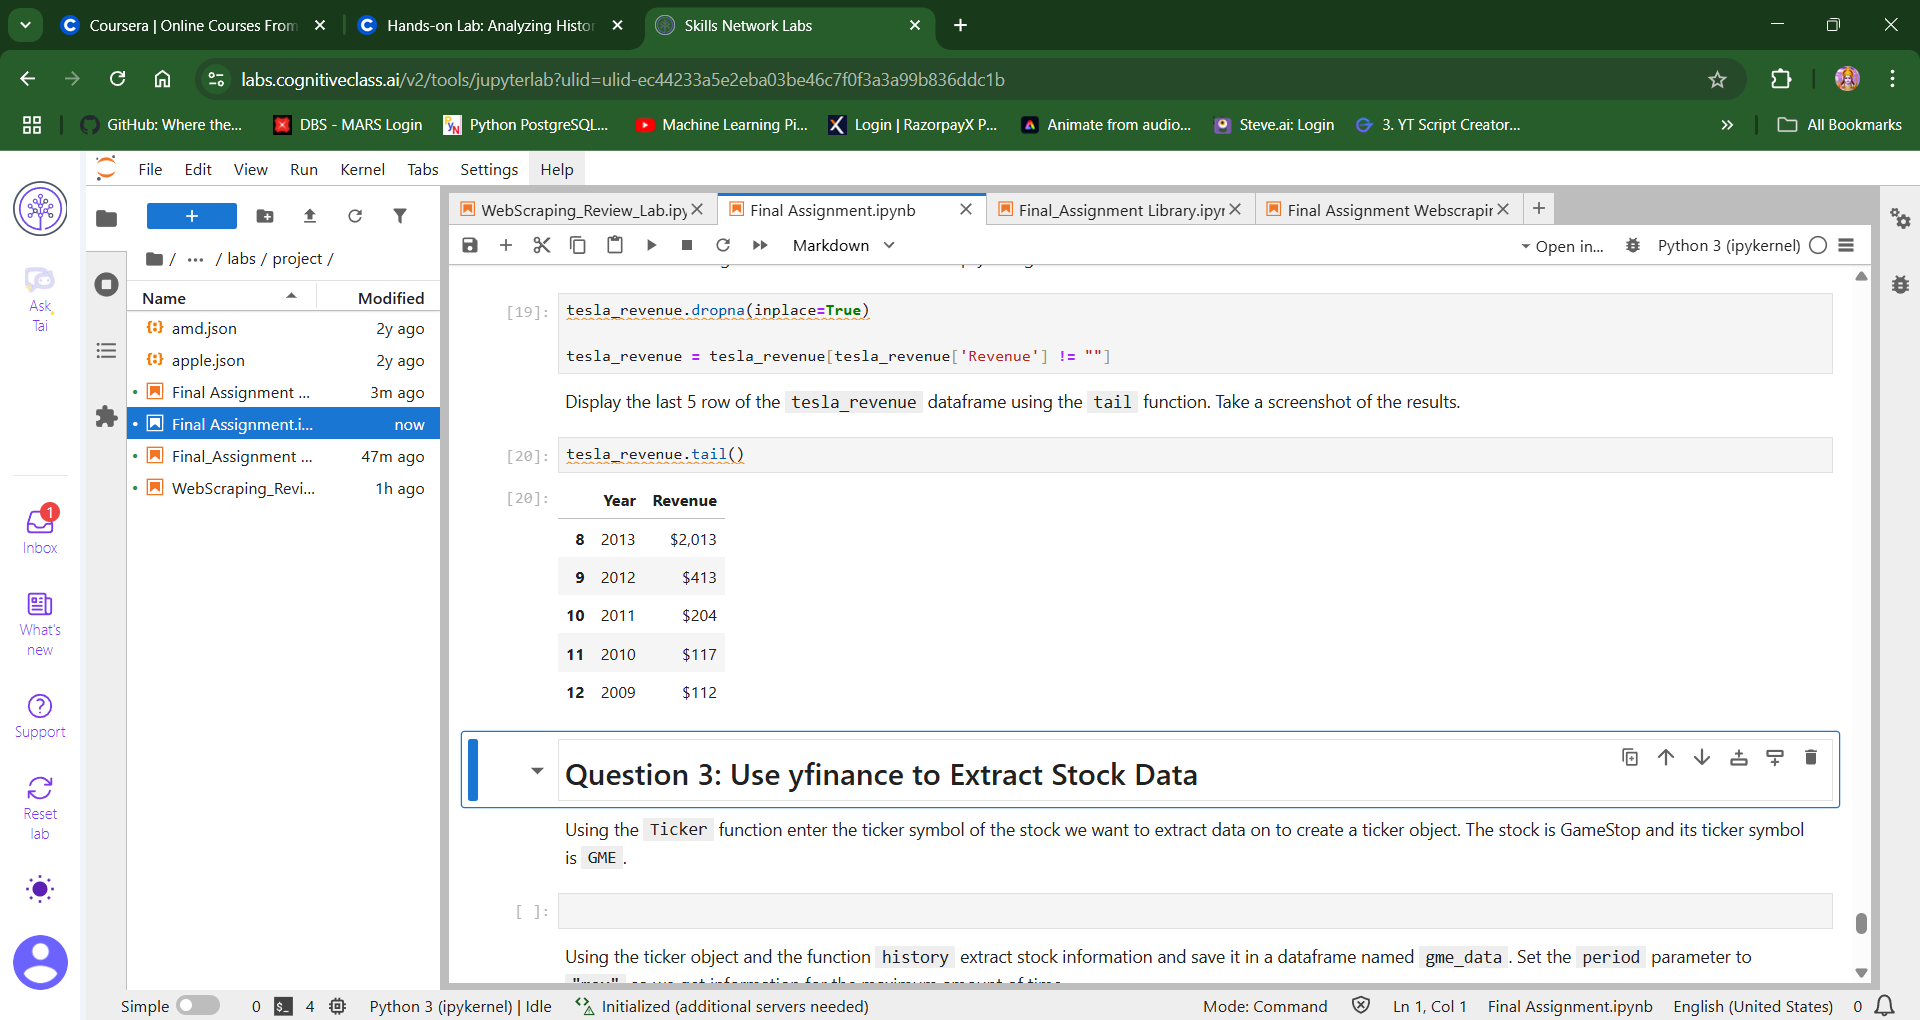 Coursera | Online Courses From
Hands-on Lab: Analyzing Histor
Skills Network Labs
labs.cognitiveclass.ai/v2/tools/jupyterlab?ulid=ulid-ec44233a5e2eba03be46c7f0f3a3a99b836ddc1b
GitHub: Where the...
DBS - MARS Login
Python PostgreSQL...
Machine Learning Pi...
Login | RazorpayX P...
Animate from audio...
Steve.ai: Login
3. YT Script Creator...
All Bookmarks
File Edit View Run Kernel Tabs Settings Help
Ask
Tai
1
Inbox
What's
new
Support
Reset
lab
/ ... / labs / project /
Name Modified
amd.json 2y ago
apple.json 2y ago
Final Assignment ... 3m ago
Final Assignment.i... now
Final_Assignment ... 47m ago
WebScraping_Revi... 1h ago
WebScraping_Review_Lab.ipy
Final Assignment.ipynb
Final_Assignment Library.ipyr
Final Assignment Webscrapir
Markdown
Open in...
Python 3 (ipykernel)
[19]: tesla_revenue.dropna(inplace=True)
tesla_revenue = tesla_revenue[tesla_revenue['Revenue'] != ""]
Display the last 5 row of the tesla_revenue dataframe using the tail function. Take a screenshot of the results.
[20]: tesla_revenue.tail()
[20]: Year Revenue
8 2013 $2,013
9 2012 $413
10 2011 $204
11 2010 $117
12 2009 $112
Question 3: Use yfinance to Extract Stock Data
Using the Ticker function enter the ticker symbol of the stock we want to extract data on to create a ticker object. The stock is GameStop and its ticker symbol
is GME .
[ ]:
Using the ticker object and the function history extract stock information and save it in a dataframe named gme_data . Set the period parameter to
Simple 0 $_ 4 Python 3 (ipykernel) | Idle Initialized (additional servers needed) Mode: Command Ln 1, Col 1 Final Assignment.ipynb English (United States) 0